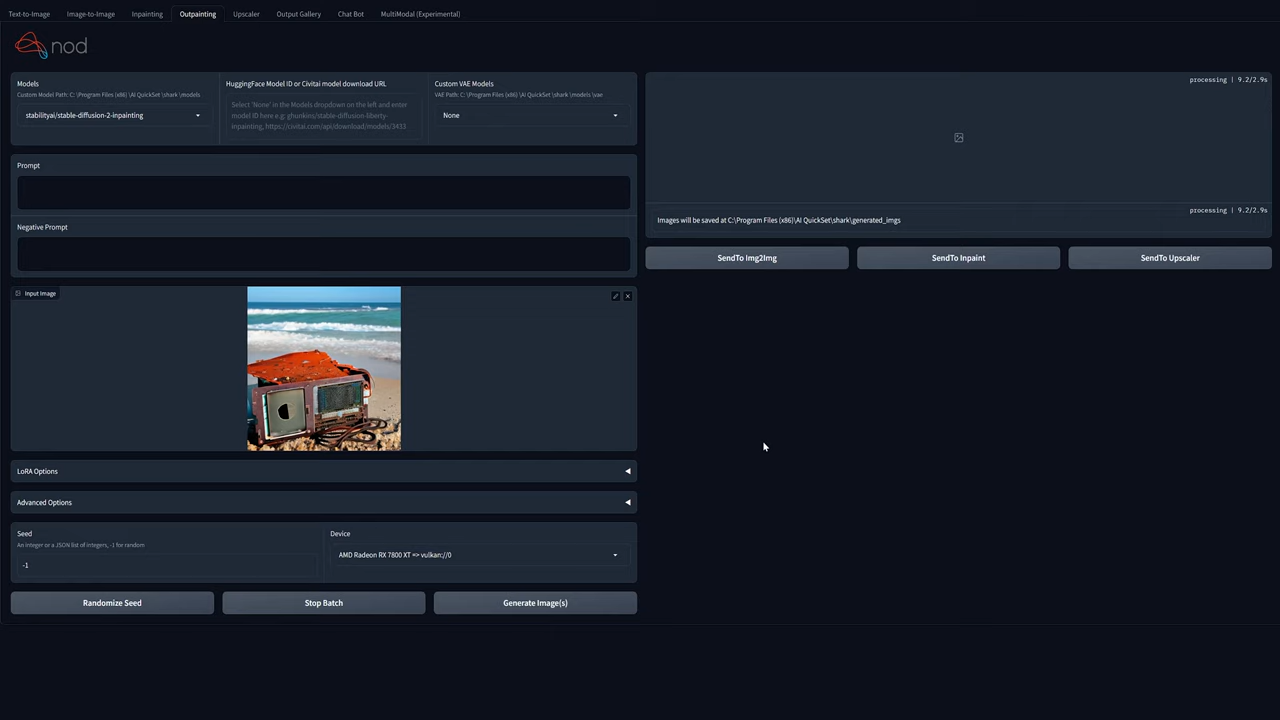 Text-to-Image Image-to-Image Inpainting Outpainting Upscaler Output Gallery Chat Bot MultiModal (Experimental)
nod
Models
Custom Model Path: C: \Program Files (x86) \AI QuickSet \shark \models
stabilityai/stable-diffusion-2-inpainting
HuggingFace Model ID or Civitai model download URL
Select 'None' in the Models dropdown on the left and enter
model ID here e.g: ghunkins/stable-diffusion-liberty-
inpainting, https://civitai.com/api/download/models/3433
Custom VAE Models
VAE Path: C: \Program Files (x86) \AI QuickSet \shark \models \vae
None
Prompt
Negative Prompt
Input Image
LoRA Options
Advanced Options
Seed
An integer or a JSON list of integers, -1 for random
-1
Device
AMD Radeon RX 7800 XT => vulkan://0
Randomize Seed Stop Batch Generate Image(s)
processing | 9.2/2.9s
processing | 9.2/2.9s
Images will be saved at C:\Program Files (x86)\AI QuickSet\shark\generated_imgs
SendTo Img2Img SendTo Inpaint SendTo Upscaler